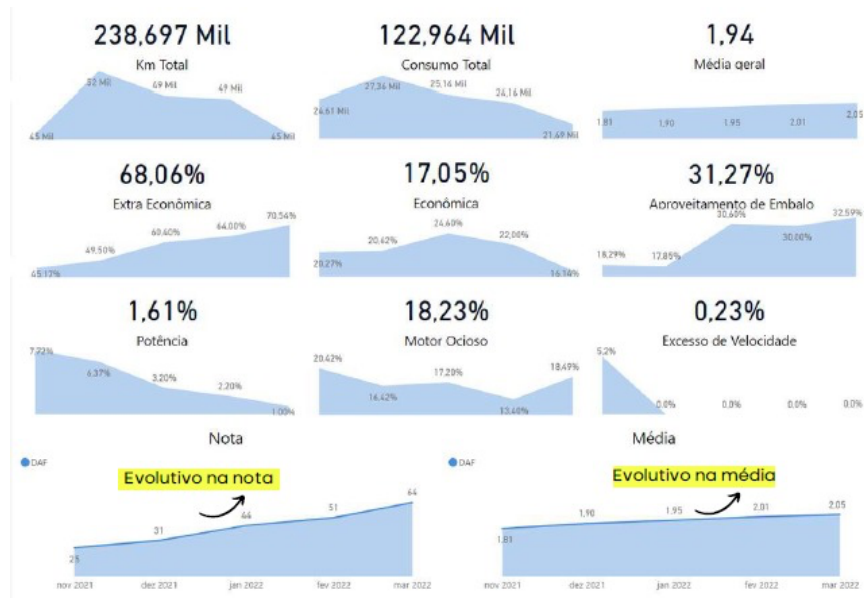 238,697 Mil
Km Total
45 Mil
52 Mil
49 Mil
49 Mil
45 Mil
122,964 Mil
Consumo Total
24,61 Mil
27,34 Mil
25,16 Mil
24,16 Mil
21,69 Mil
1,94
Média geral
1,81
1,90
1,95
2,01
2,05
68,06%
Extra Econômica
45,12%
49,50%
60,40%
64,00%
70,54%
17,05%
Econômica
20,27%
20,42%
24,60%
22,00%
16,14%
31,27%
Aproveitamento de Embalo
18,29%
17,85%
30,60%
30,00%
32,59%
1,61%
Potência
7,72%
6,37%
3,20%
2,20%
1,00%
18,23%
Motor Ocioso
20,42%
16,42%
17,20%
13,40%
18,49%
0,23%
Excesso de Velocidade
5,2%
0,0%
0,0%
0,0%
0,0%
Nota
DAF
Evolutivo na nota
25
31
44
51
64
nov 2021
dez 2021
jan 2022
fev 2022
mar 2022
Média
DAF
Evolutivo na média
1,81
1,90
1,95
2,01
2,05
nov 2021
dez 2021
jan 2022
fev 2022
mar 2022